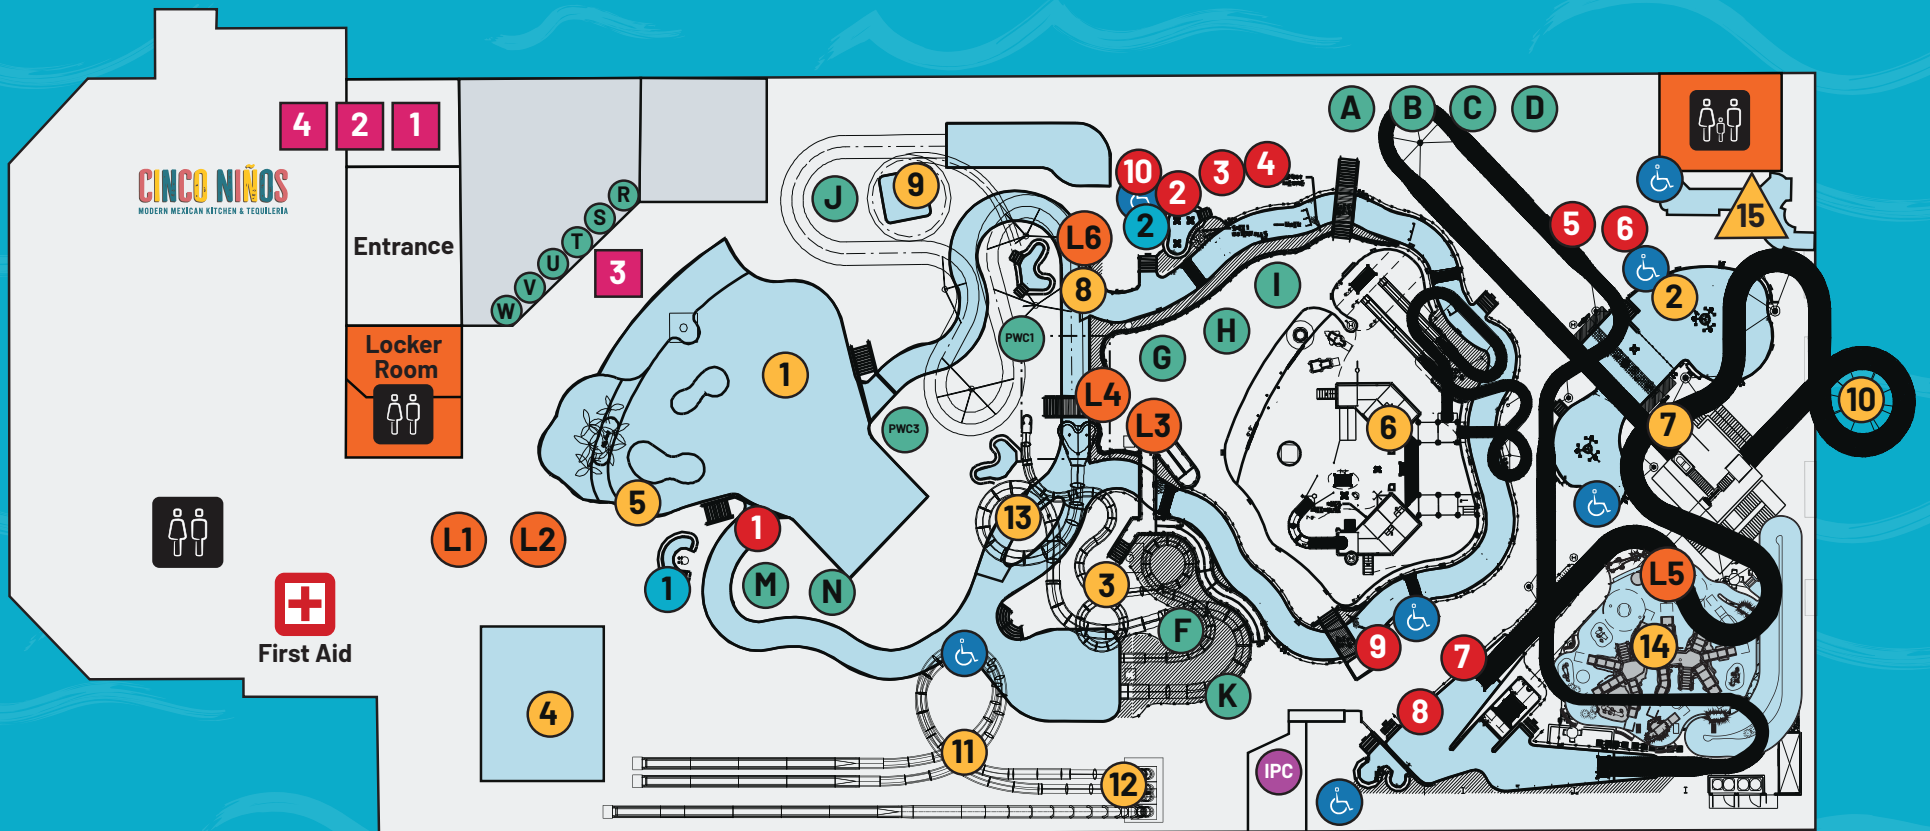 4 2 1
CINCO NIÑOS
MODERN MEXICAN KITCHEN & TEQUILERIA
Entrance
R
S
T
U
V
W
3
Locker
Room
L1 L2
First Aid
A B C D
10 2 3 4
2
J 9
L6
8
I
H
G
PWC1
PWC3
L4
L3
1
5
1
1
M N
13
3
F
K
6
5 6
2
15
7
10
L5
14
9
7
8
4
11
12
IPC